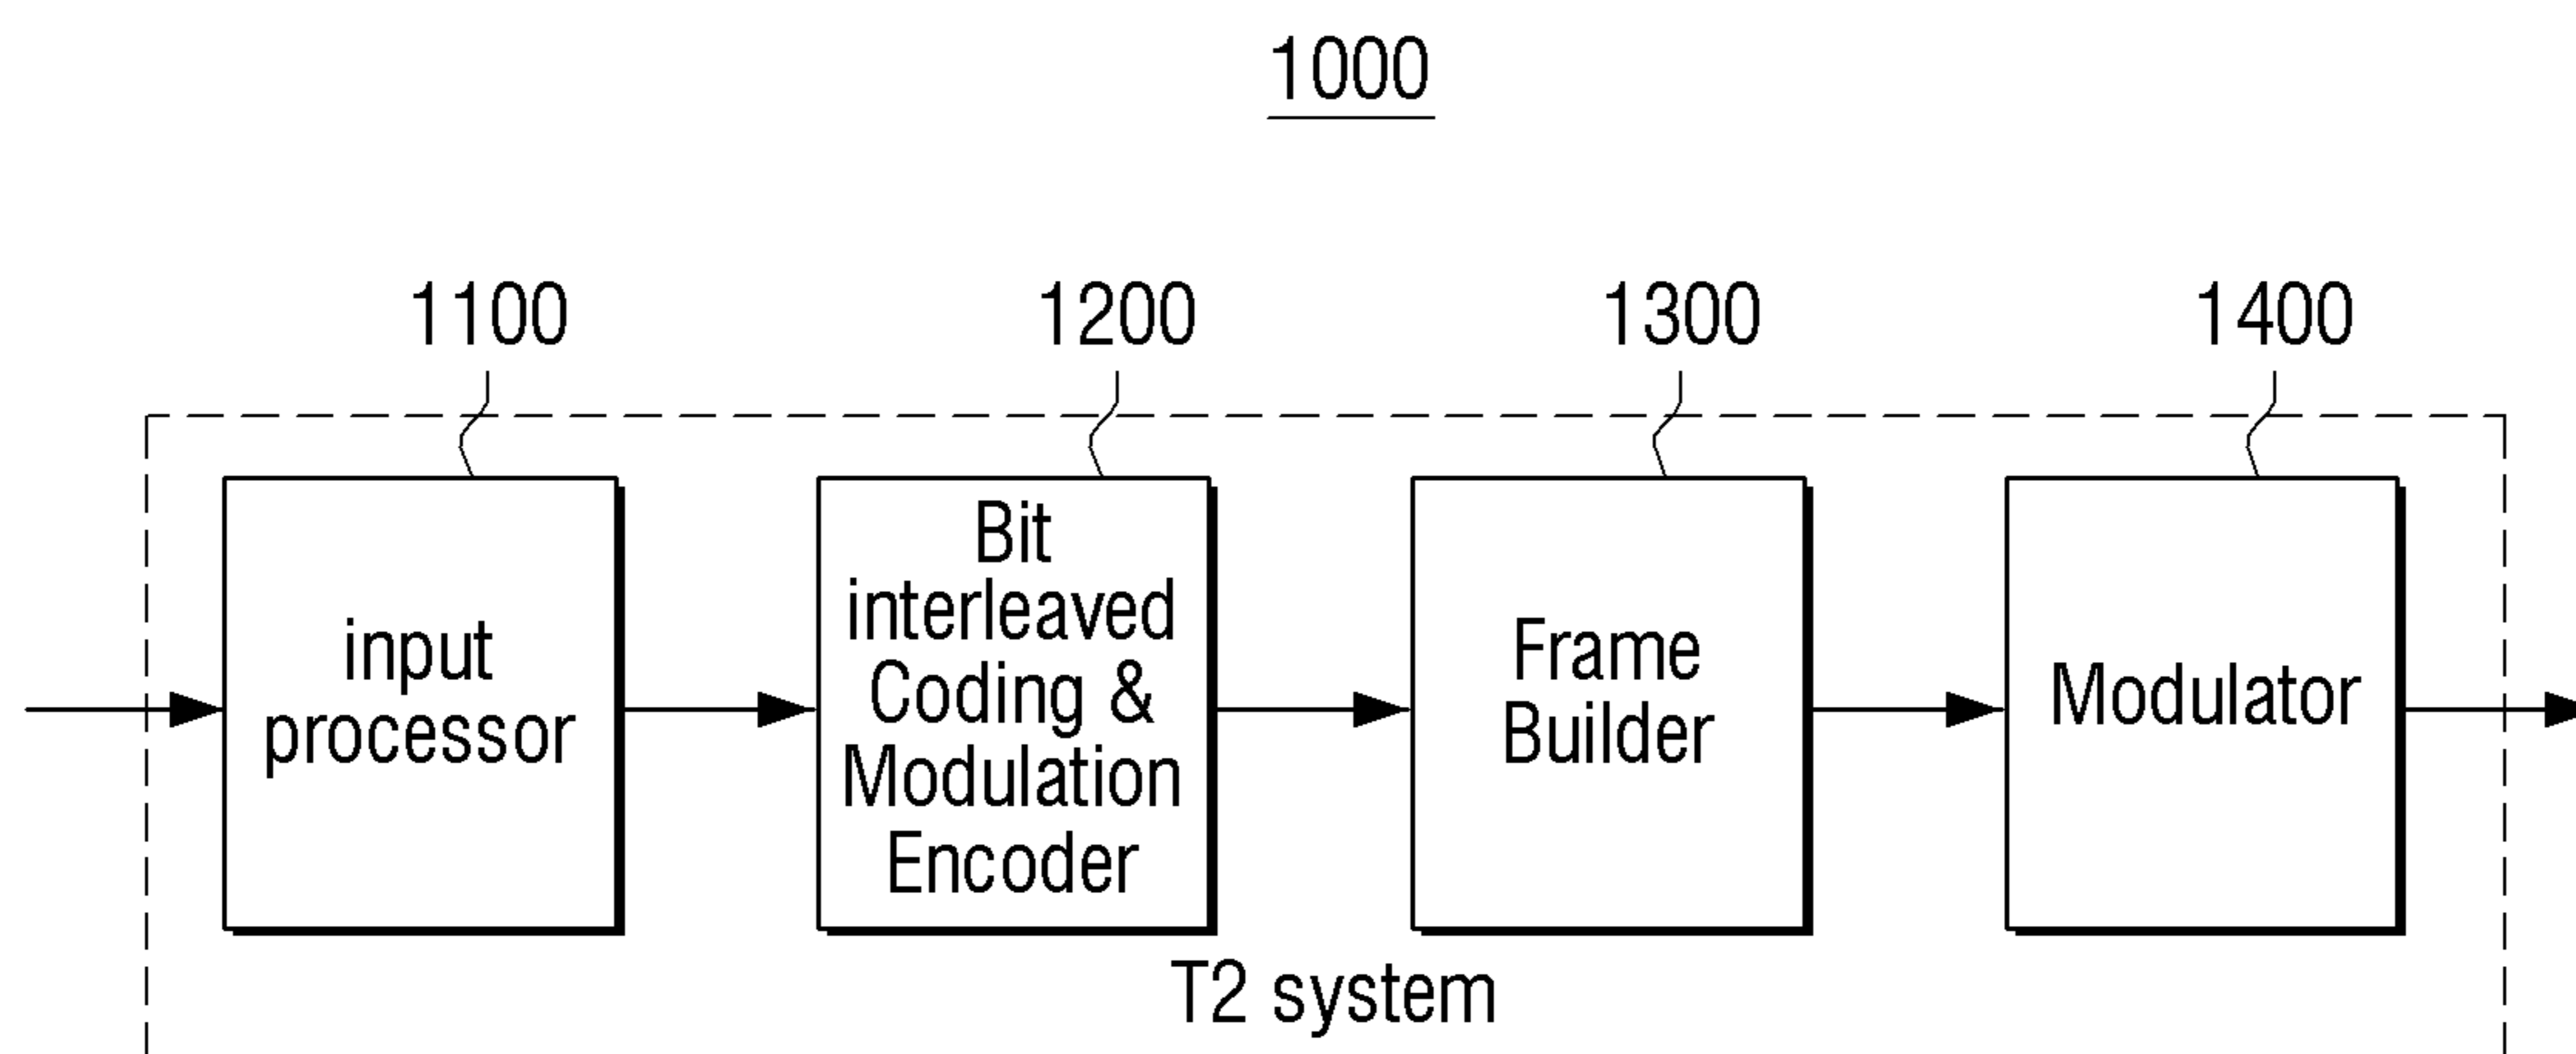 1000
1100
1200
1300
1400
input
processor
Bit
interleaved
Coding &
Modulation
Encoder
Frame
Builder
Modulator
T2 system